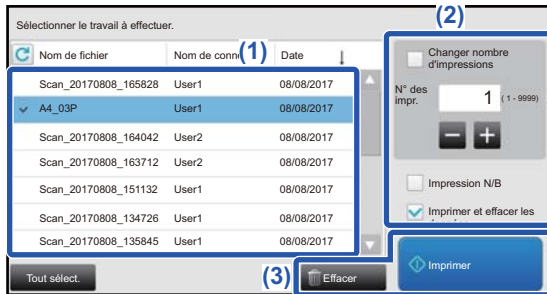 Sélectionner le travail à effectuer.
(2)
Nom de fichier Nom de conne (1) Date
Changer nombre
d'impressions
Scan_20170808_165828 User1 08/08/2017
N° des
impr. 1 ( 1 - 9999)
A4_03P User1 08/08/2017
Scan_20170808_164042 User2 08/08/2017
Scan_20170808_163712 User2 08/08/2017
Scan_20170808_151132 User1 08/08/2017
Impression N/B
Scan_20170808_134726 User1 08/08/2017
Imprimer et effacer les
Scan_20170808_135845 User1 08/08/2017
Tout sélect. (3) Effacer Imprimer